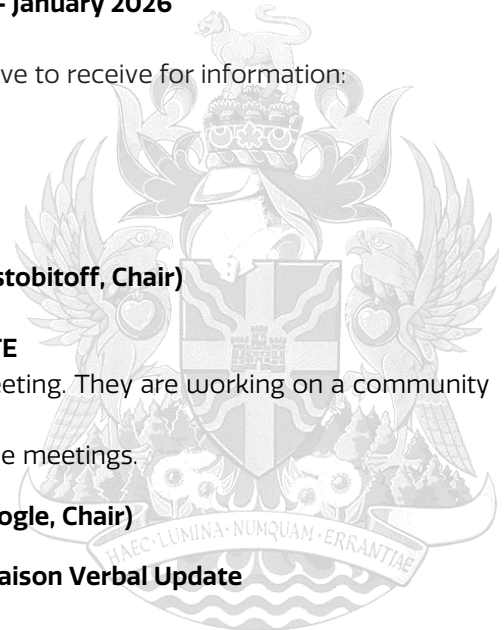 - January 2026
ve to receive for information:
stobitoff, Chair)
TE
eeting. They are working on a community
e meetings.
ogle, Chair)
HAEC·LUMINA·NUMQUAM·ERRANTIAE
aison Verbal Update